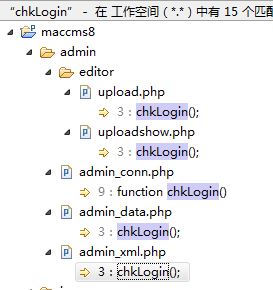 "chkLogin" - 在 工作空间 (*.*) 中有 15 个匹配
maccms8
admin
editor
upload.php
3 : chkLogin();
uploadshow.php
3 : chkLogin();
admin_conn.php
9 : function chkLogin()
admin_data.php
3 : chkLogin();
admin_xml.php
3 : chkLogin();